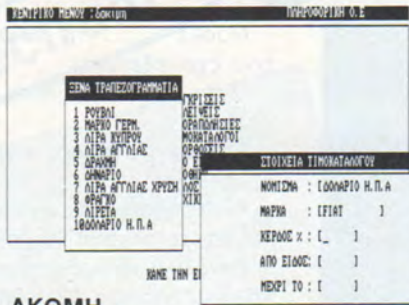 ΚΕΝΤΡΙΚΟ ΜΕΝΟΥ :δοκιμη
ΠΛΗΡΟΦΟΡΙΚΗ Ο.Ε
ΞΕΝΑ ΤΡΑΠΕΖΟΓΡΑΜΜΑΤΙΑ
1 ΡΟΥΒΛΙ
2 ΜΑΡΚΟ ΓΕΡΜ.
3 ΛΙΡΑ ΚΥΠΡΟΥ
4 ΛΙΡΑ ΑΓΓΛΙΑΣ
5 ΔΡΑΧΜΗ
6 ΔΗΝΑΡΙΟ
7 ΛΙΡΑ ΑΓΓΛΙΑΣ ΧΡΥΣΗ
8 ΦΡΑΓΚΟ
9 ΛΙΡΕΤΑ
10ΔΟΛΑΡΙΟ Η.Π.Α
ΣΤΟΙΧΕΙΑ ΤΙΜΟΚΑΤΑΛΟΓΟΥ
ΝΟΜΙΣΜΑ : [ΔΟΛΑΡΙΟ Η.Π.Α
ΜΑΡΚΑ : [FIAT ]
ΚΕΡΔΟΣ % : [_ ]
ΑΠΟ ΕΙΔΟΣ: [ ]
ΜΕΧΡΙ ΤΟ : [ ]
ΚΑΝΕ ΤΗΝ
ΑΚΟΜΗ